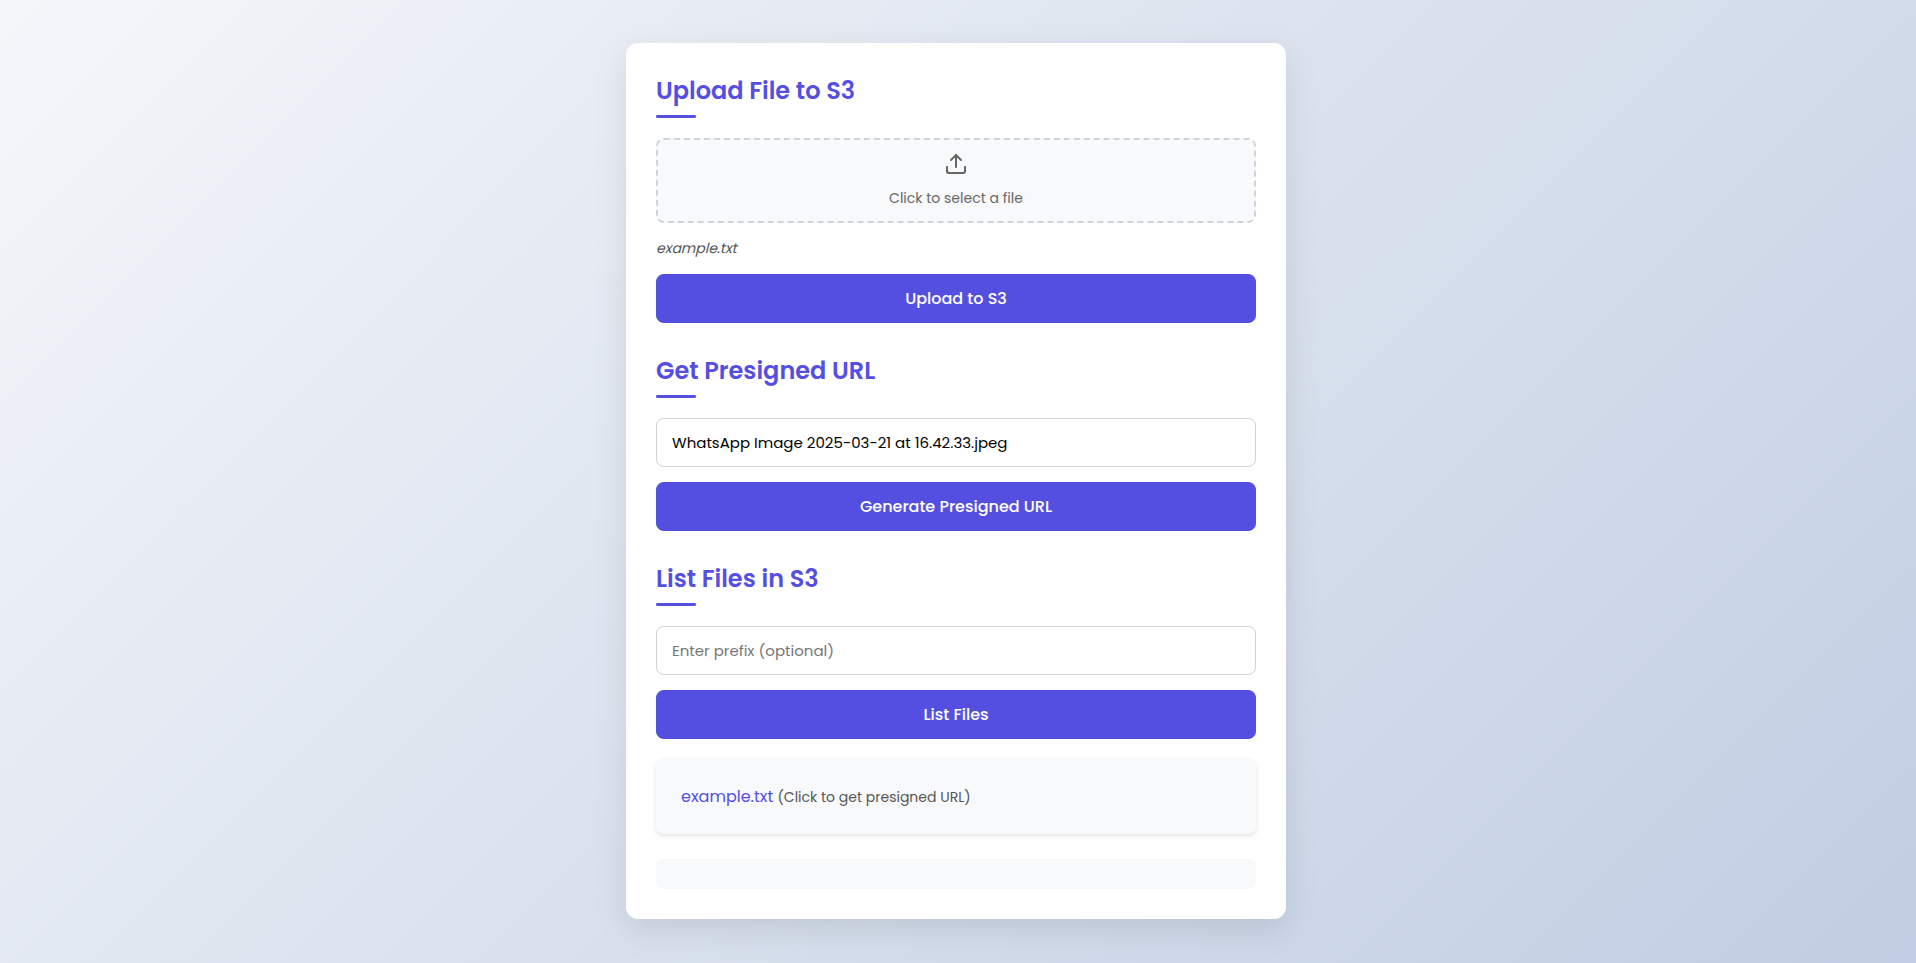 Upload File to S3
Click to select a file
example.txt
Upload to S3
Get Presigned URL
WhatsApp Image 2025-03-21 at 16.42.33.jpeg
Generate Presigned URL
List Files in S3
Enter prefix (optional)
List Files
example.txt (Click to get presigned URL)